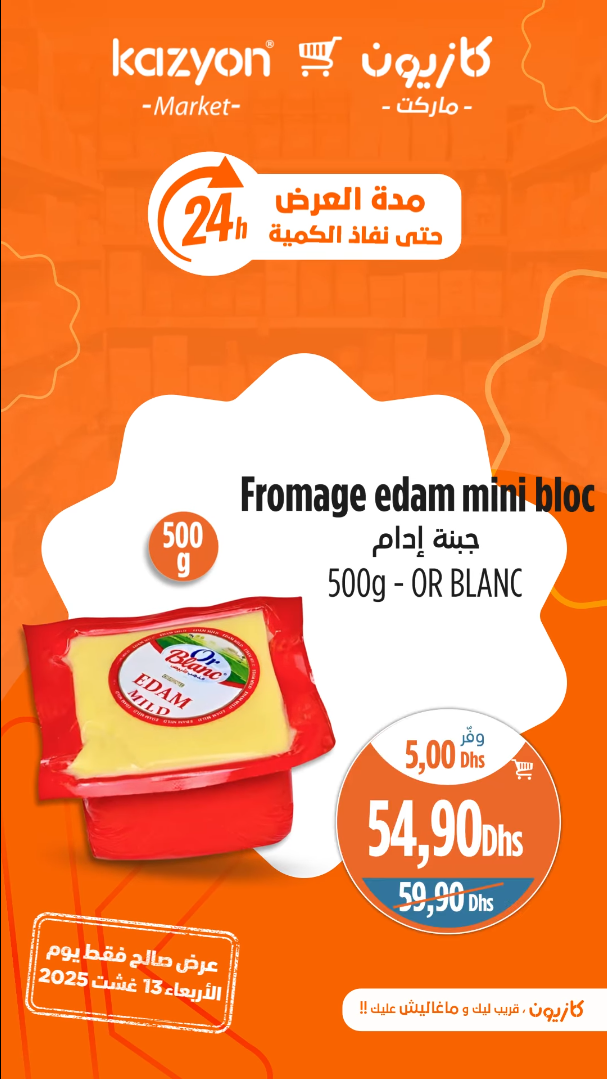 kazyon® كازيون
-Market- - ماركت -
24h
مدة العرض
حتى نفاذ الكمية
Fromage edam mini bloc
جبنة إدام
500g - OR BLANC
500
g
Or
Blanc
EDAM
MILD
وفّر
5,00 Dhs
54,90Dhs
59,90 Dhs
عرض صالح فقط يوم
الأربعاء 13 غشت 2025
كازيون ، قريب ليك و ماغاليش عليك !!